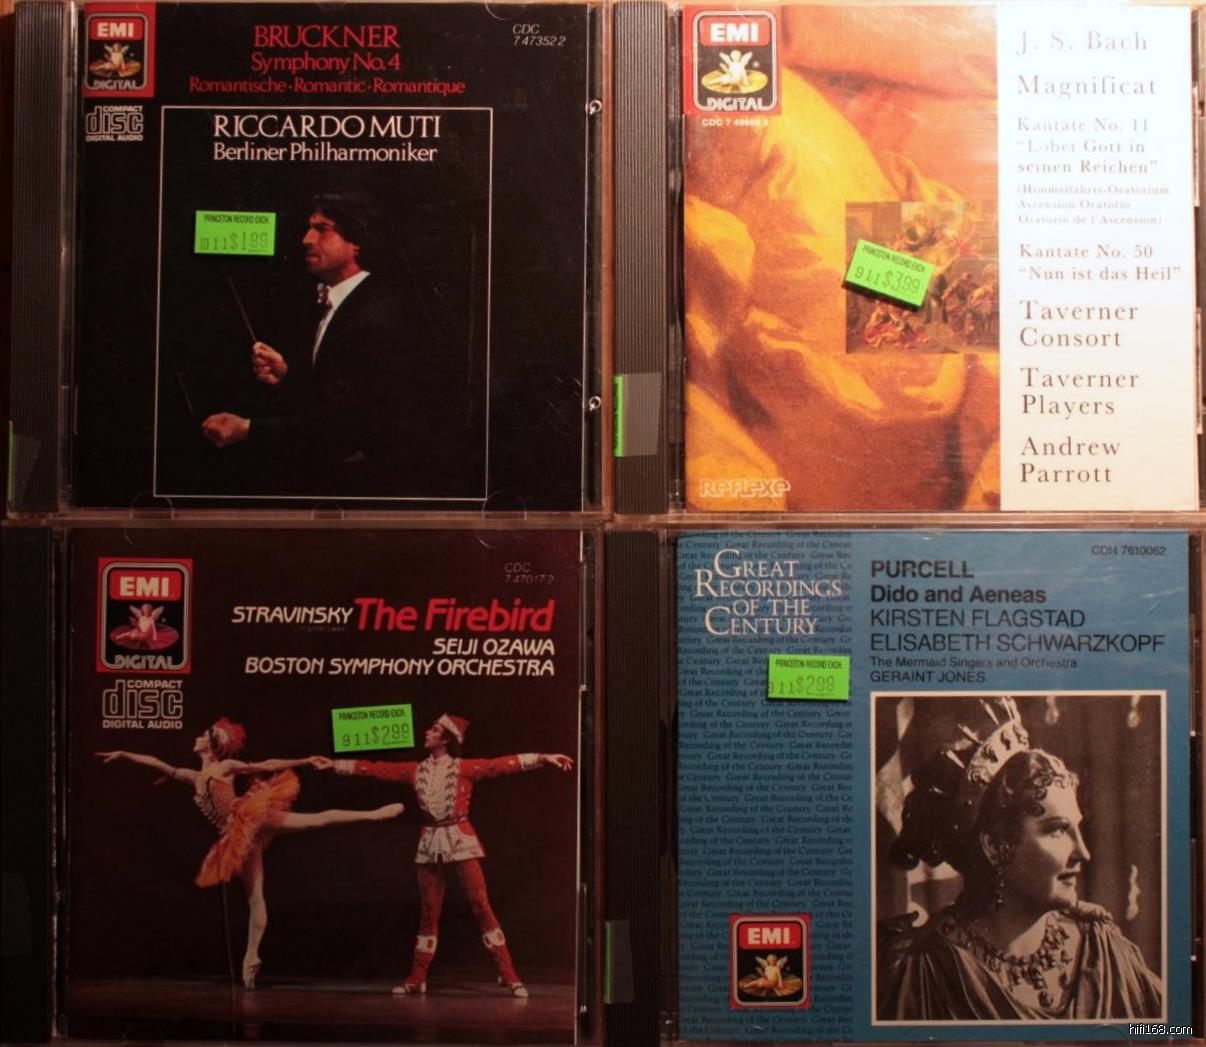 EMI
DIGITAL
COMPACT
disc
DIGITAL AUDIO
CDC
7 47352 2
BRUCKNER
Symphony No. 4
Romantische · Romantic · Romantique
RICCARDO MUTI
Berliner Philharmoniker
PRINCETON RECORD EXCH.
1011 $1.99
EMI
DIGITAL
J. S. Bach
Magnificat
Kantate No. 11
"Lobet Gott in
seinen Reichen"
(Himmelfahrts-Oratorium
Ascension Oratorio
Oratorio de l'Ascension)
Kantate No. 50
"Nun ist das Heil"
Taverner
Consort
Taverner
Players
Andrew
Parrott
PRINCETON RECORD EXCH.
911 $3.99
REFLEXE
EMI
DIGITAL
COMPACT
disc
DIGITAL AUDIO
CDC
7 47017 2
STRAVINSKY The Firebird
SEIJI OZAWA
BOSTON SYMPHONY ORCHESTRA
PRINCETON RECORD EXCH.
911 $2.99
GREAT
RECORDINGS
OF THE
CENTURY
CDH 7610062
PURCELL
Dido and Aeneas
KIRSTEN FLAGSTAD
ELISABETH SCHWARZKOPF
The Mermaid Singers and Orchestra
GERAINT JONES
PRINCETON RECORD EXCH.
911 $2.99
EMI
hifi168.com